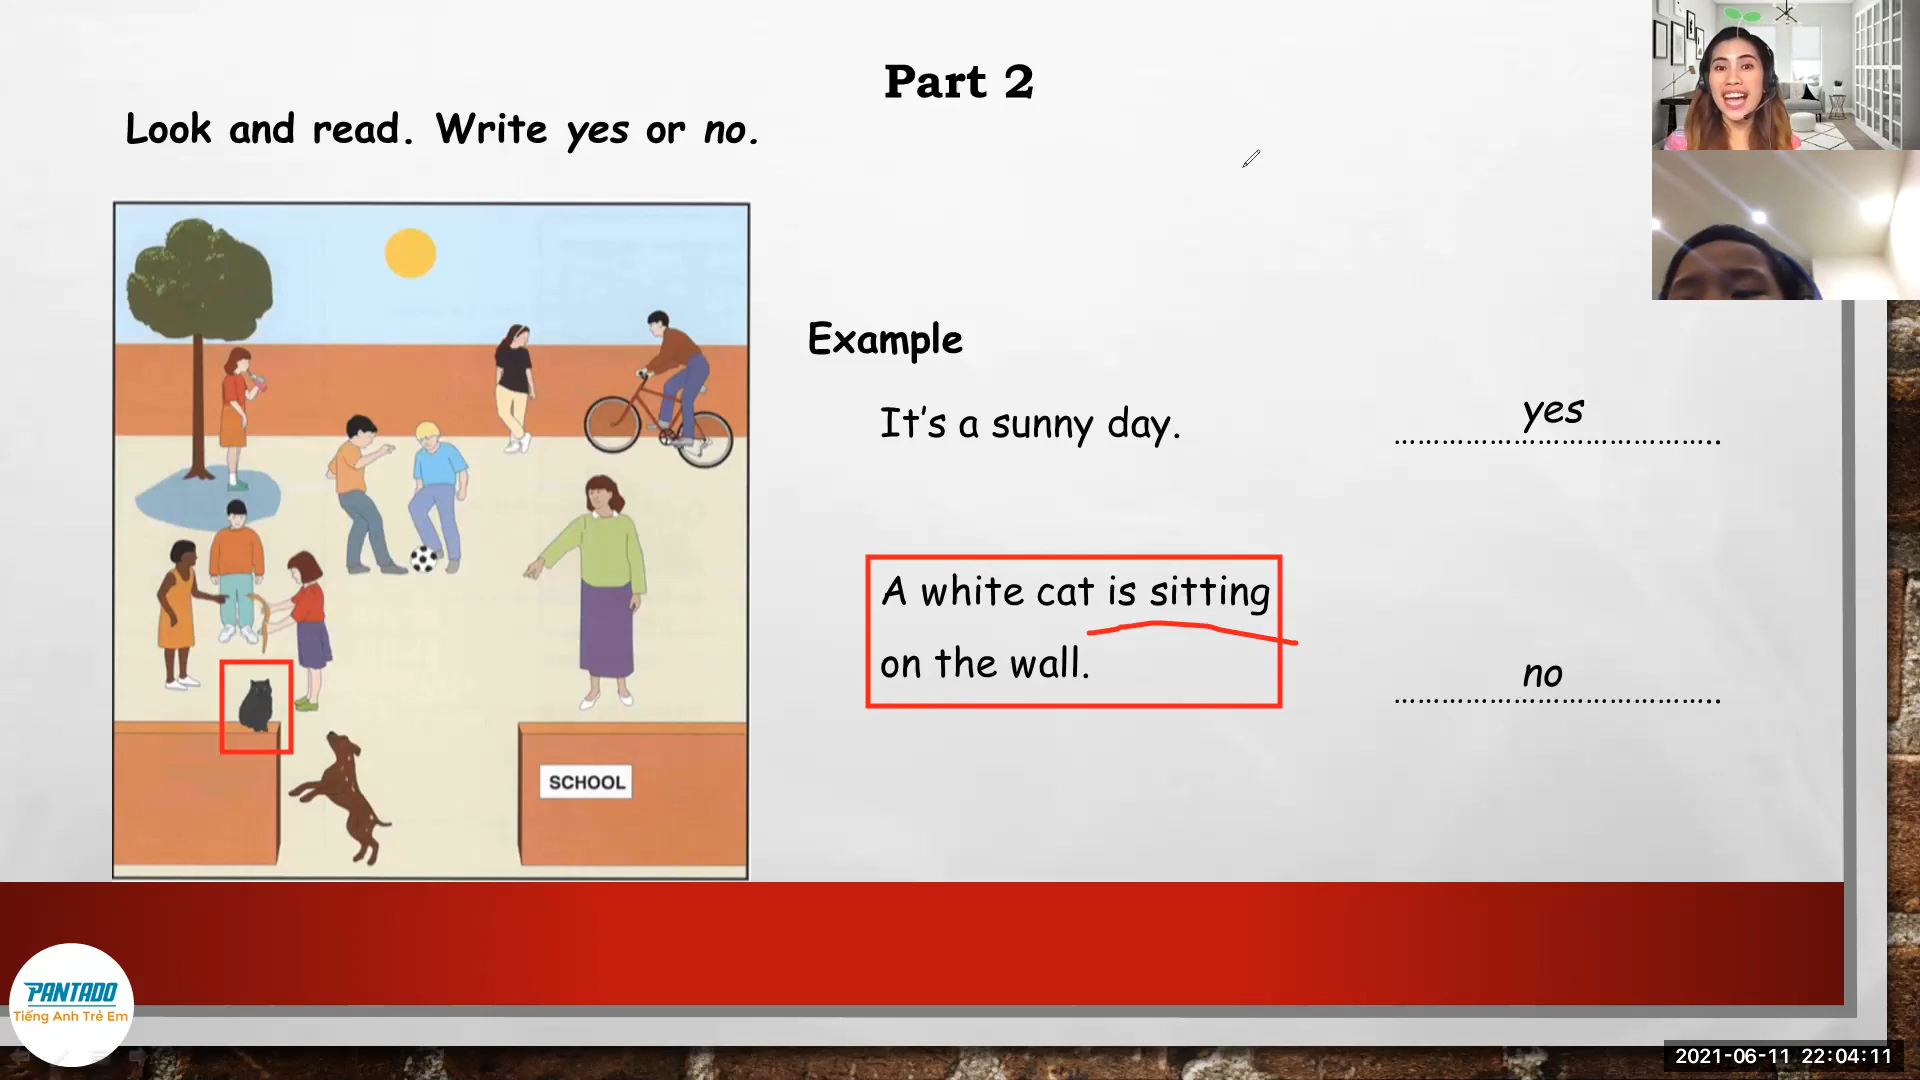 Part 2
Look and read. Write yes or no.
Example
It's a sunny day.
yes
……………………………………..
A white cat is sitting
on the wall.
no
……………………………………..
SCHOOL
PANTADO
Tiếng Anh Trẻ Em
2021-06-11 22:04:11